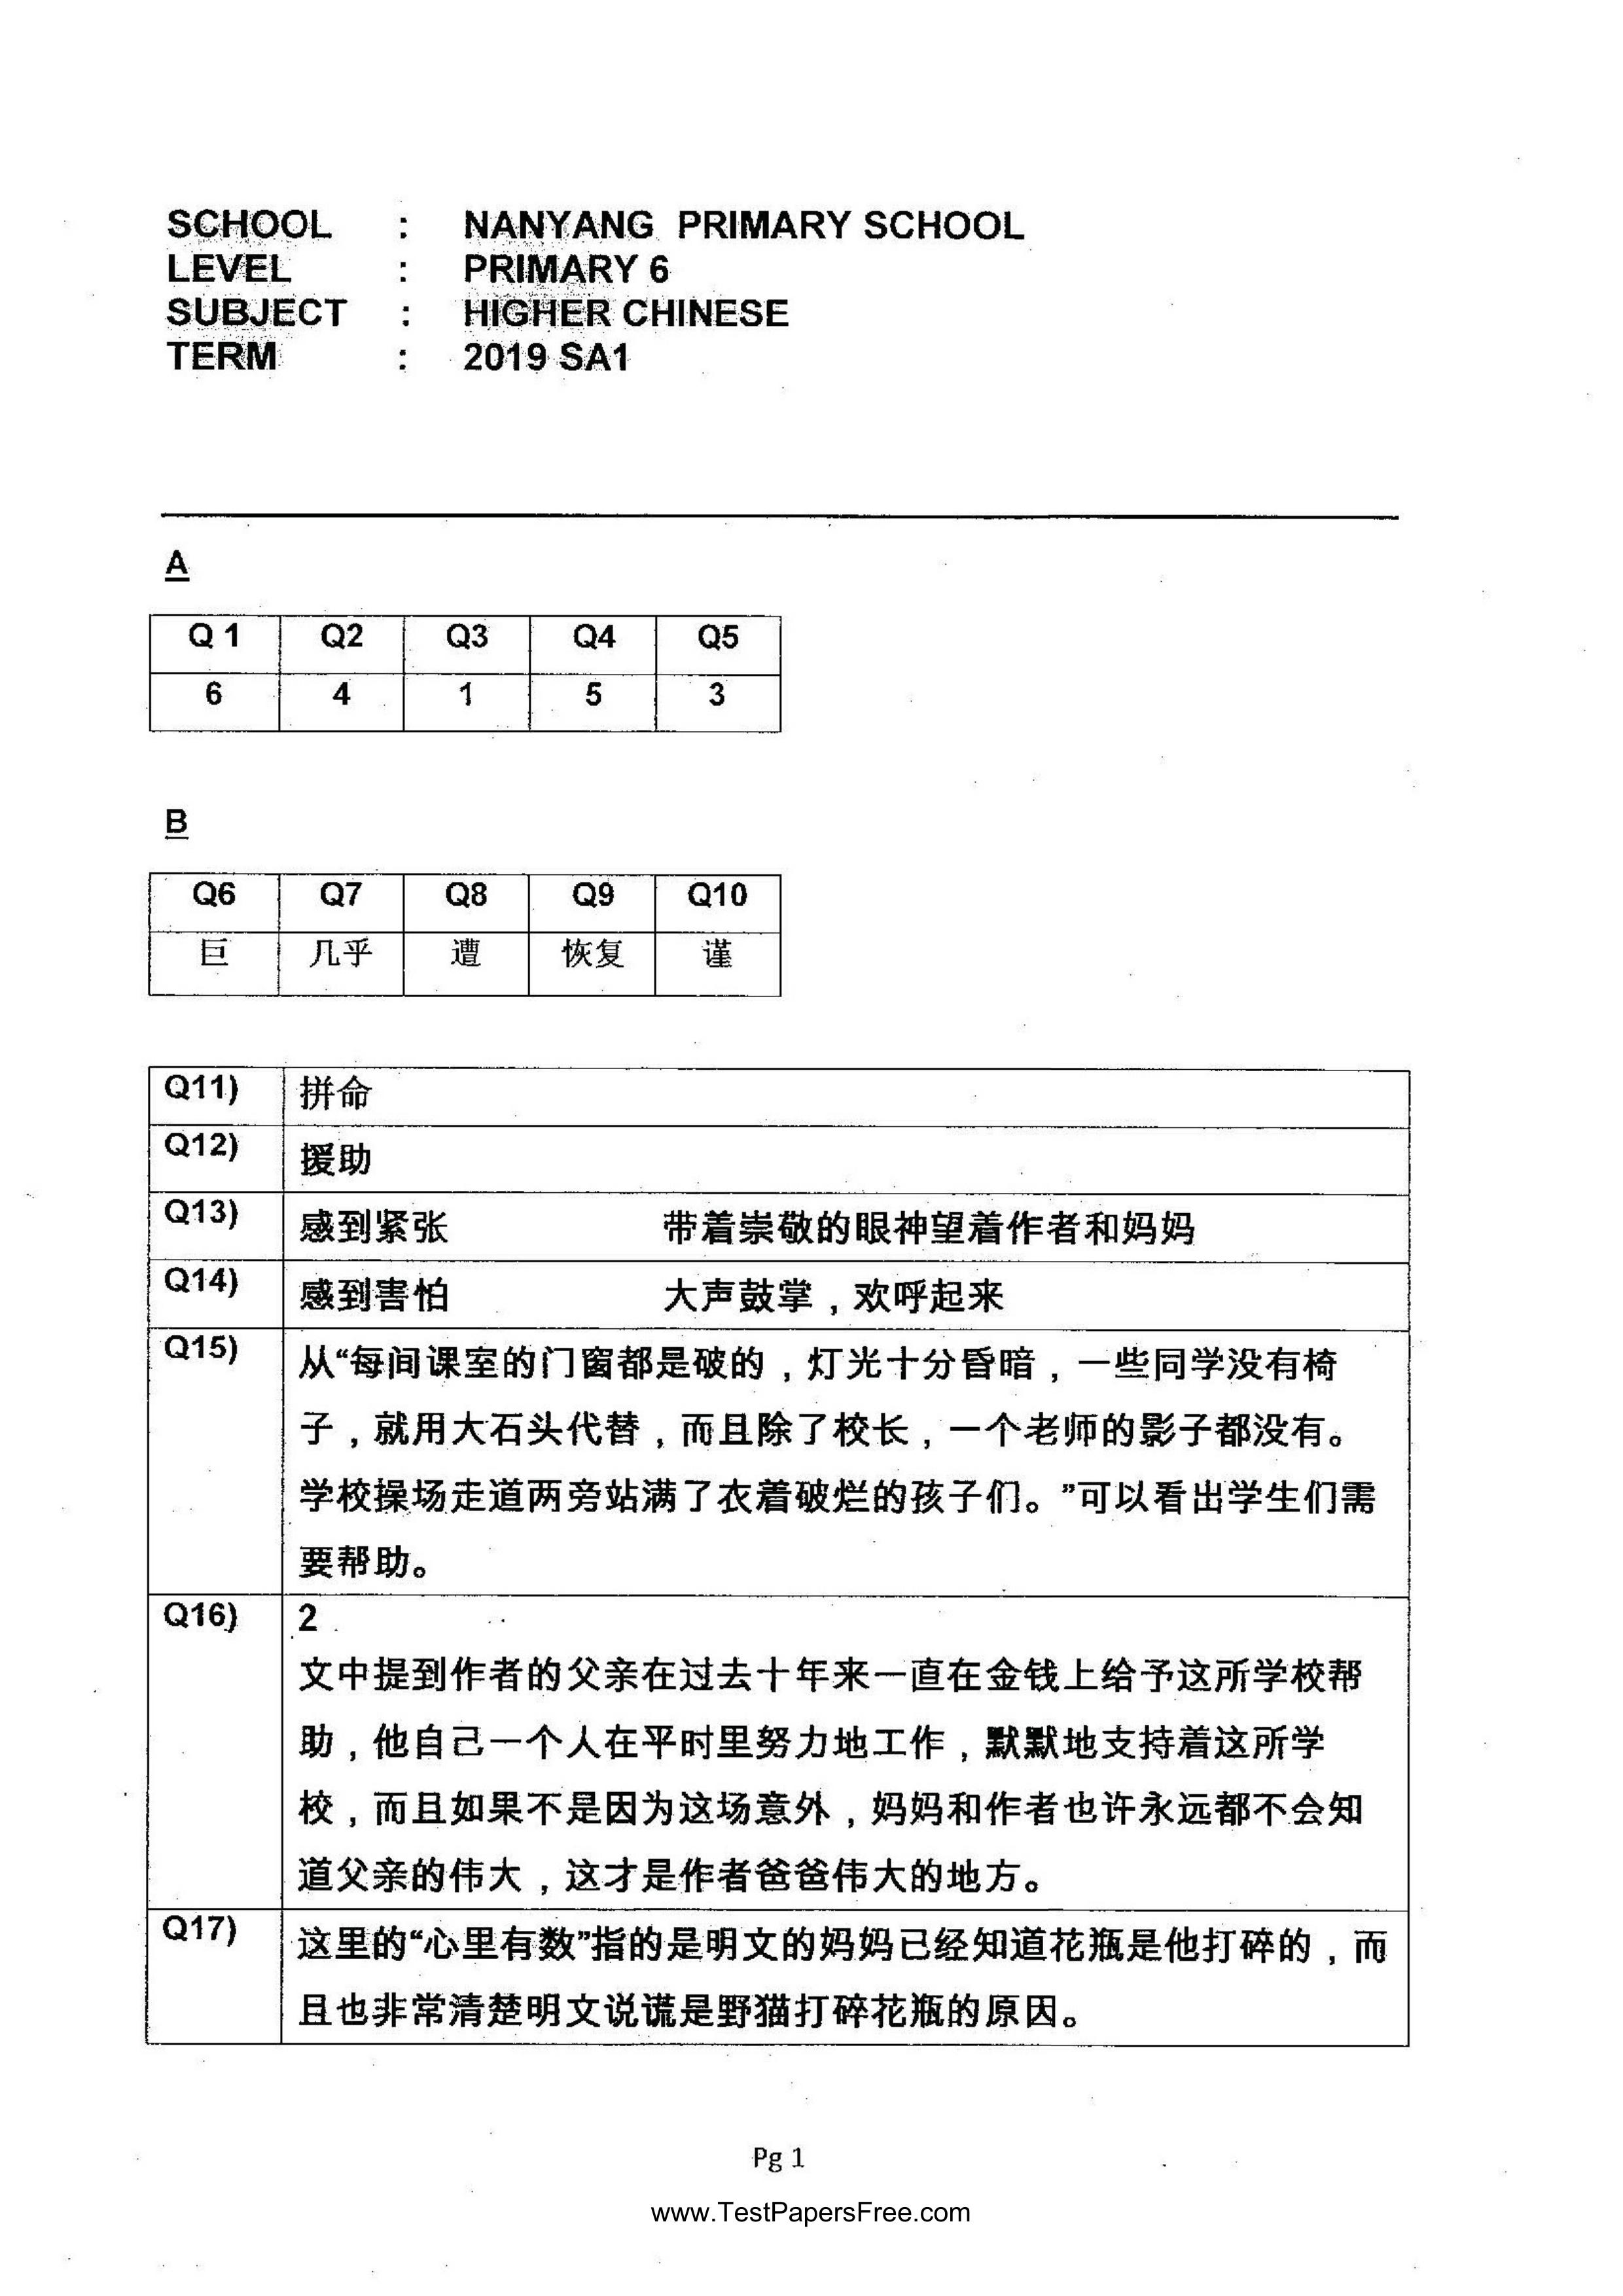 SCHOOL : NANYANG PRIMARY SCHOOL
LEVEL : PRIMARY 6
SUBJECT : HIGHER CHINESE
TERM : 2019 SA1
A
Q 1 Q2 Q3 Q4 Q5
6 4 1 5 3
B
Q6 Q7 Q8 Q9 Q10
巨 几乎 遭 恢复 谨
Q11) 拼命
Q12) 援助
Q13) 感到紧张 带着崇敬的眼神望着作者和妈妈
Q14) 感到害怕 大声鼓掌，欢呼起来
Q15) 从“每间课室的门窗都是破的，灯光十分昏暗，一些同学没有椅
子，就用大石头代替，而且除了校长，一个老师的影子都没有。
学校操场走道两旁站满了衣着破烂的孩子们。”可以看出学生们需
要帮助。
Q16) 2
文中提到作者的父亲在过去十年来一直在金钱上给予这所学校帮
助，他自己一个人在平时里努力地工作，默默地支持着这所学
校，而且如果不是因为这场意外，妈妈和作者也许永远都不会知
道父亲的伟大，这才是作者爸爸伟大的地方。
Q17) 这里的“心里有数”指的是明文的妈妈已经知道花瓶是他打碎的，而
且也非常清楚明文说谎是野猫打碎花瓶的原因。
Pg 1
www.TestPapersFree.com